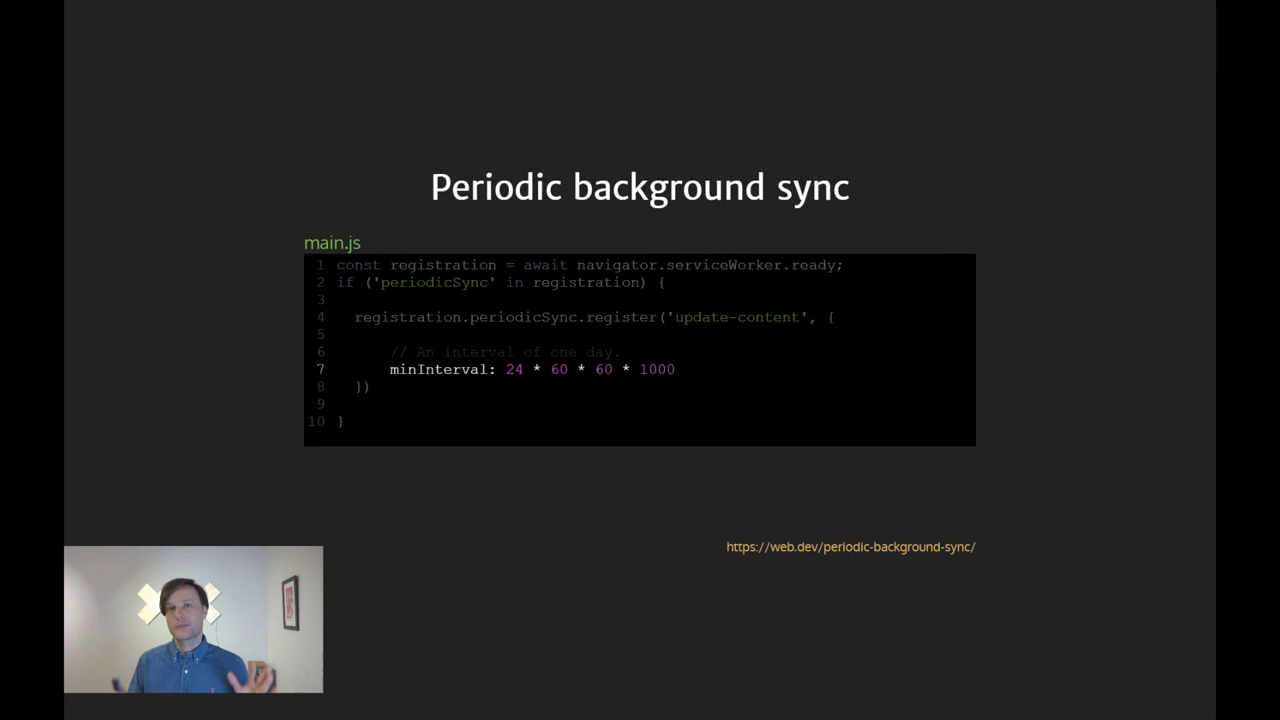 Periodic background sync
main.js
1 const registration = await navigator.serviceWorker.ready;
2 if ('periodicSync' in registration) {
3
4 registration.periodicSync.register('update-content', {
5
6 // An interval of one day.
7 minInterval: 24 * 60 * 60 * 1000
8 })
9
10 }
https://web.dev/periodic-background-sync/